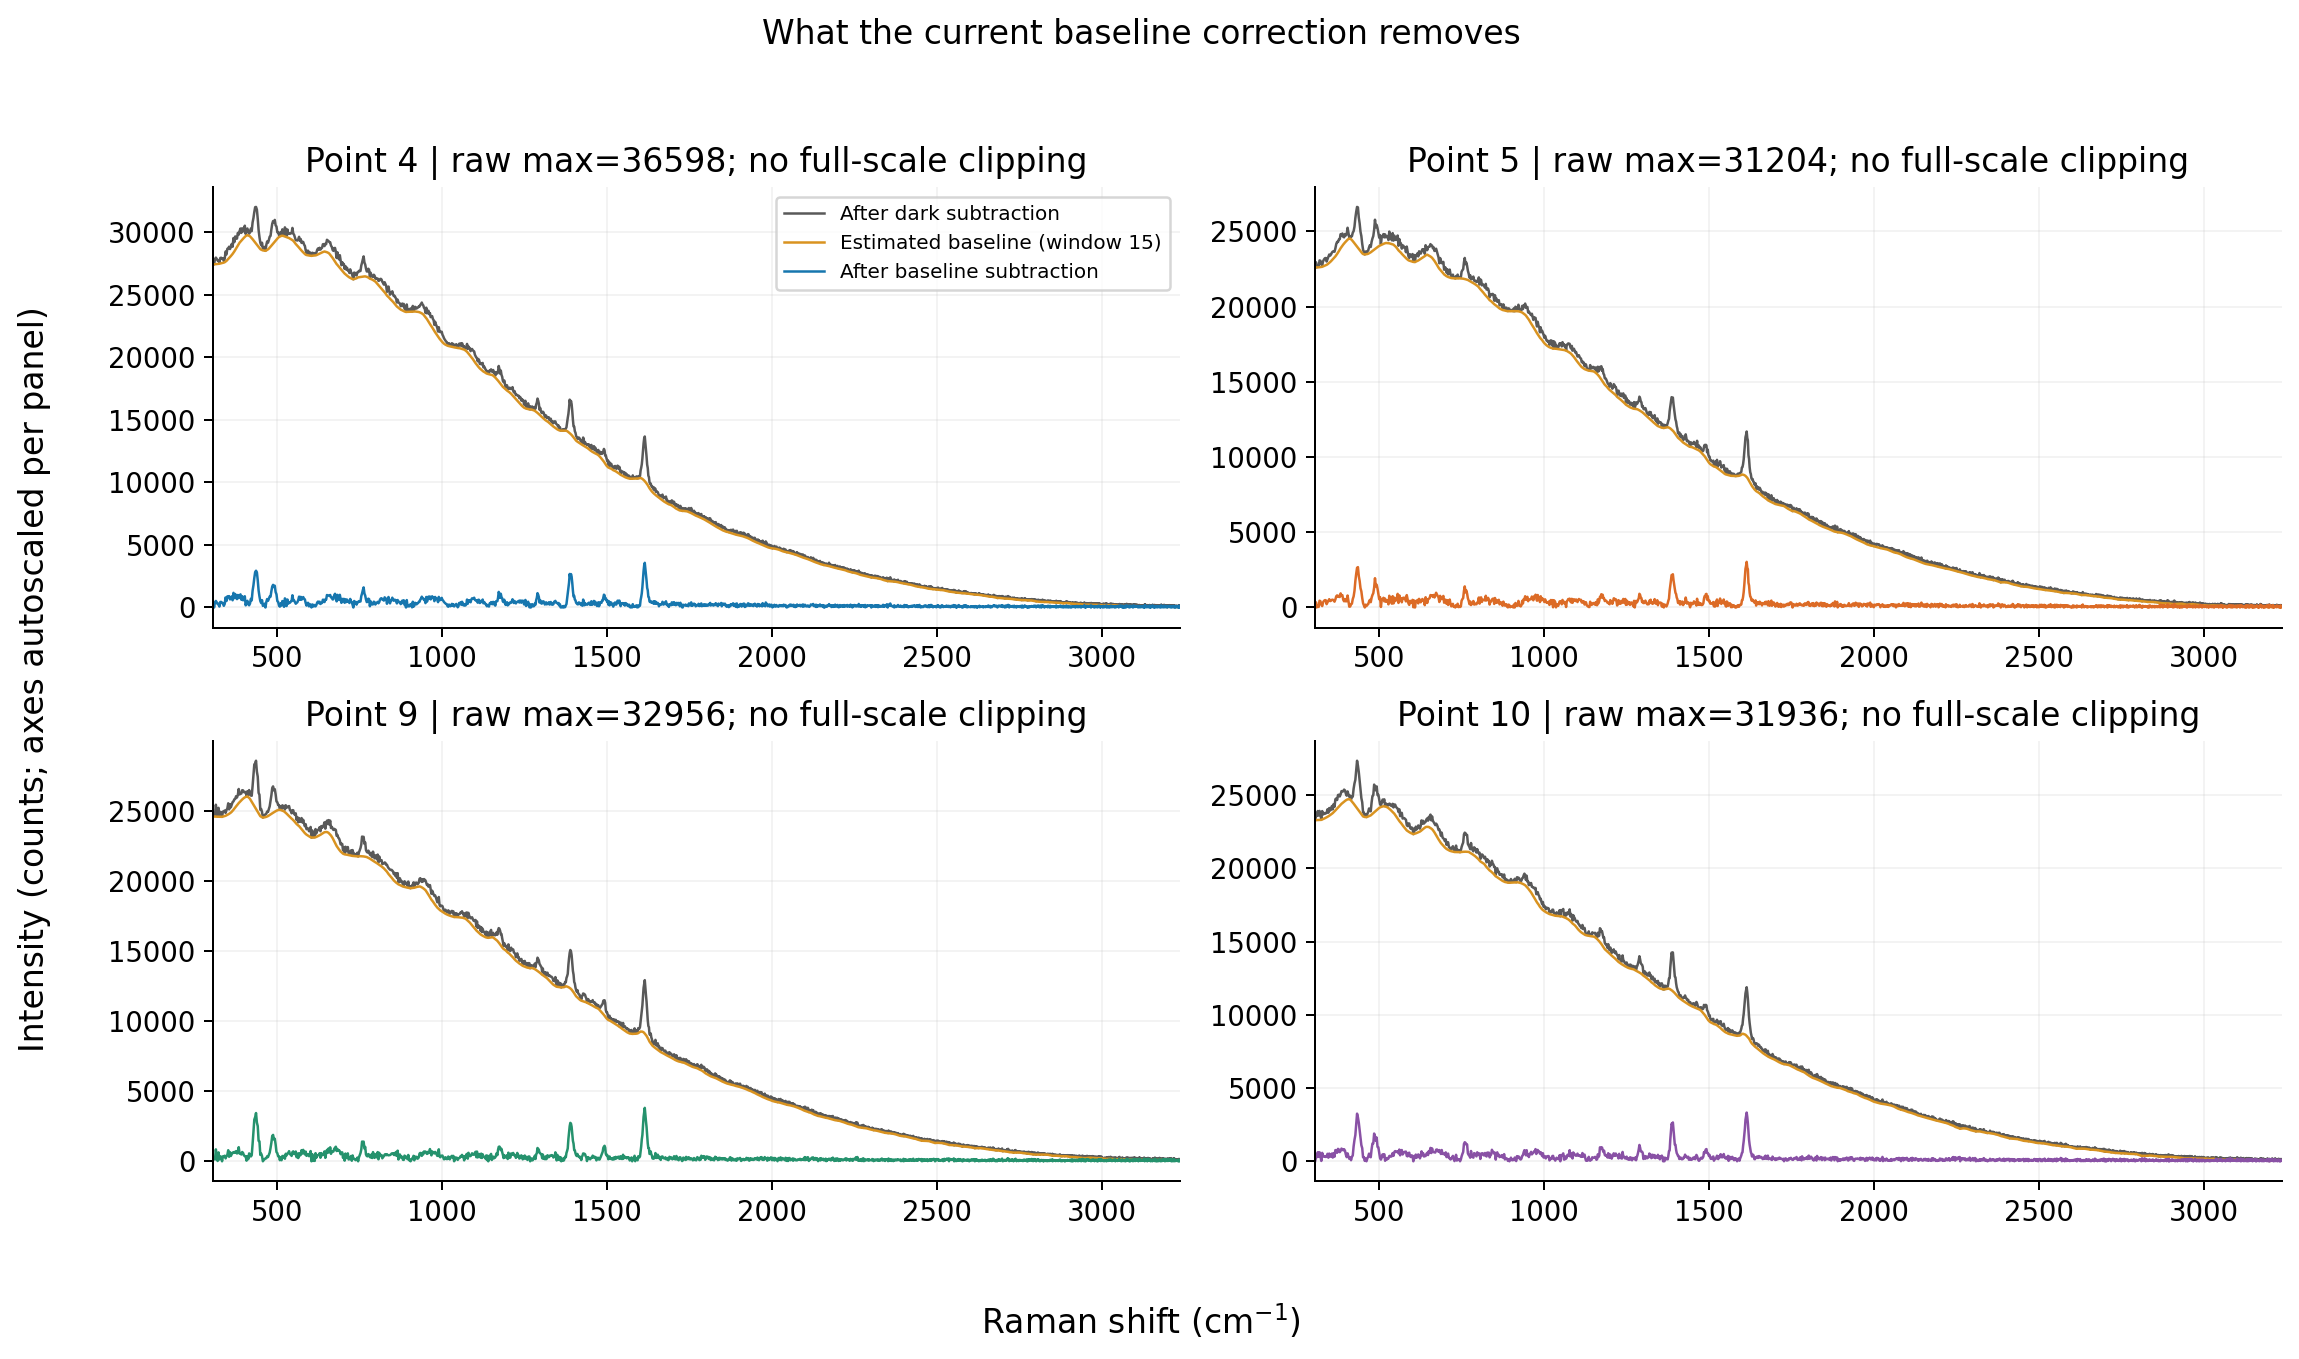 What the current baseline correction removes
Point 4 | raw max=36598; no full-scale clipping
After dark subtraction
Estimated baseline (window 15)
After baseline subtraction
30000
25000
20000
15000
10000
5000
0
500 1000 1500 2000 2500 3000
Point 5 | raw max=31204; no full-scale clipping
25000
20000
15000
10000
5000
0
500 1000 1500 2000 2500 3000
Point 9 | raw max=32956; no full-scale clipping
25000
20000
15000
10000
5000
0
500 1000 1500 2000 2500 3000
Point 10 | raw max=31936; no full-scale clipping
25000
20000
15000
10000
5000
0
500 1000 1500 2000 2500 3000
Intensity (counts; axes autoscaled per panel)
Raman shift (cm⁻¹)